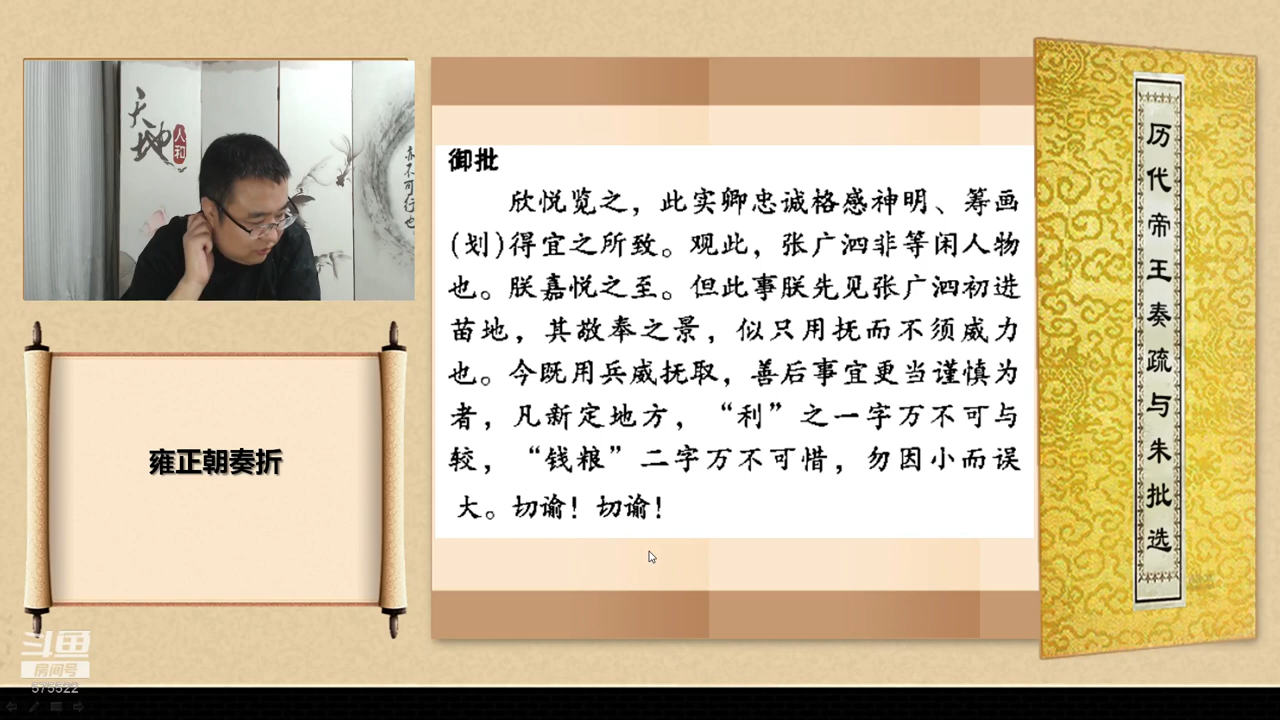 天地
人和
亦不可行也
御批
欣悦览之，此实卿忠诚格感神明、筹画
(划)得宜之所致。观此，张广泗非等闲人物
也。朕嘉悦之至。但此事朕先见张广泗初进
苗地，其敬奉之景，似只用抚而不须威力
也。今既用兵威抚取，善后事宜更当谨慎为
者，凡新定地方，“利”之一字万不可与
较，“钱粮”二字万不可惜，勿因小而误
大。切谕！切谕！
历代帝王奏疏与朱批选
雍正朝奏折
斗鱼
房间号
575522